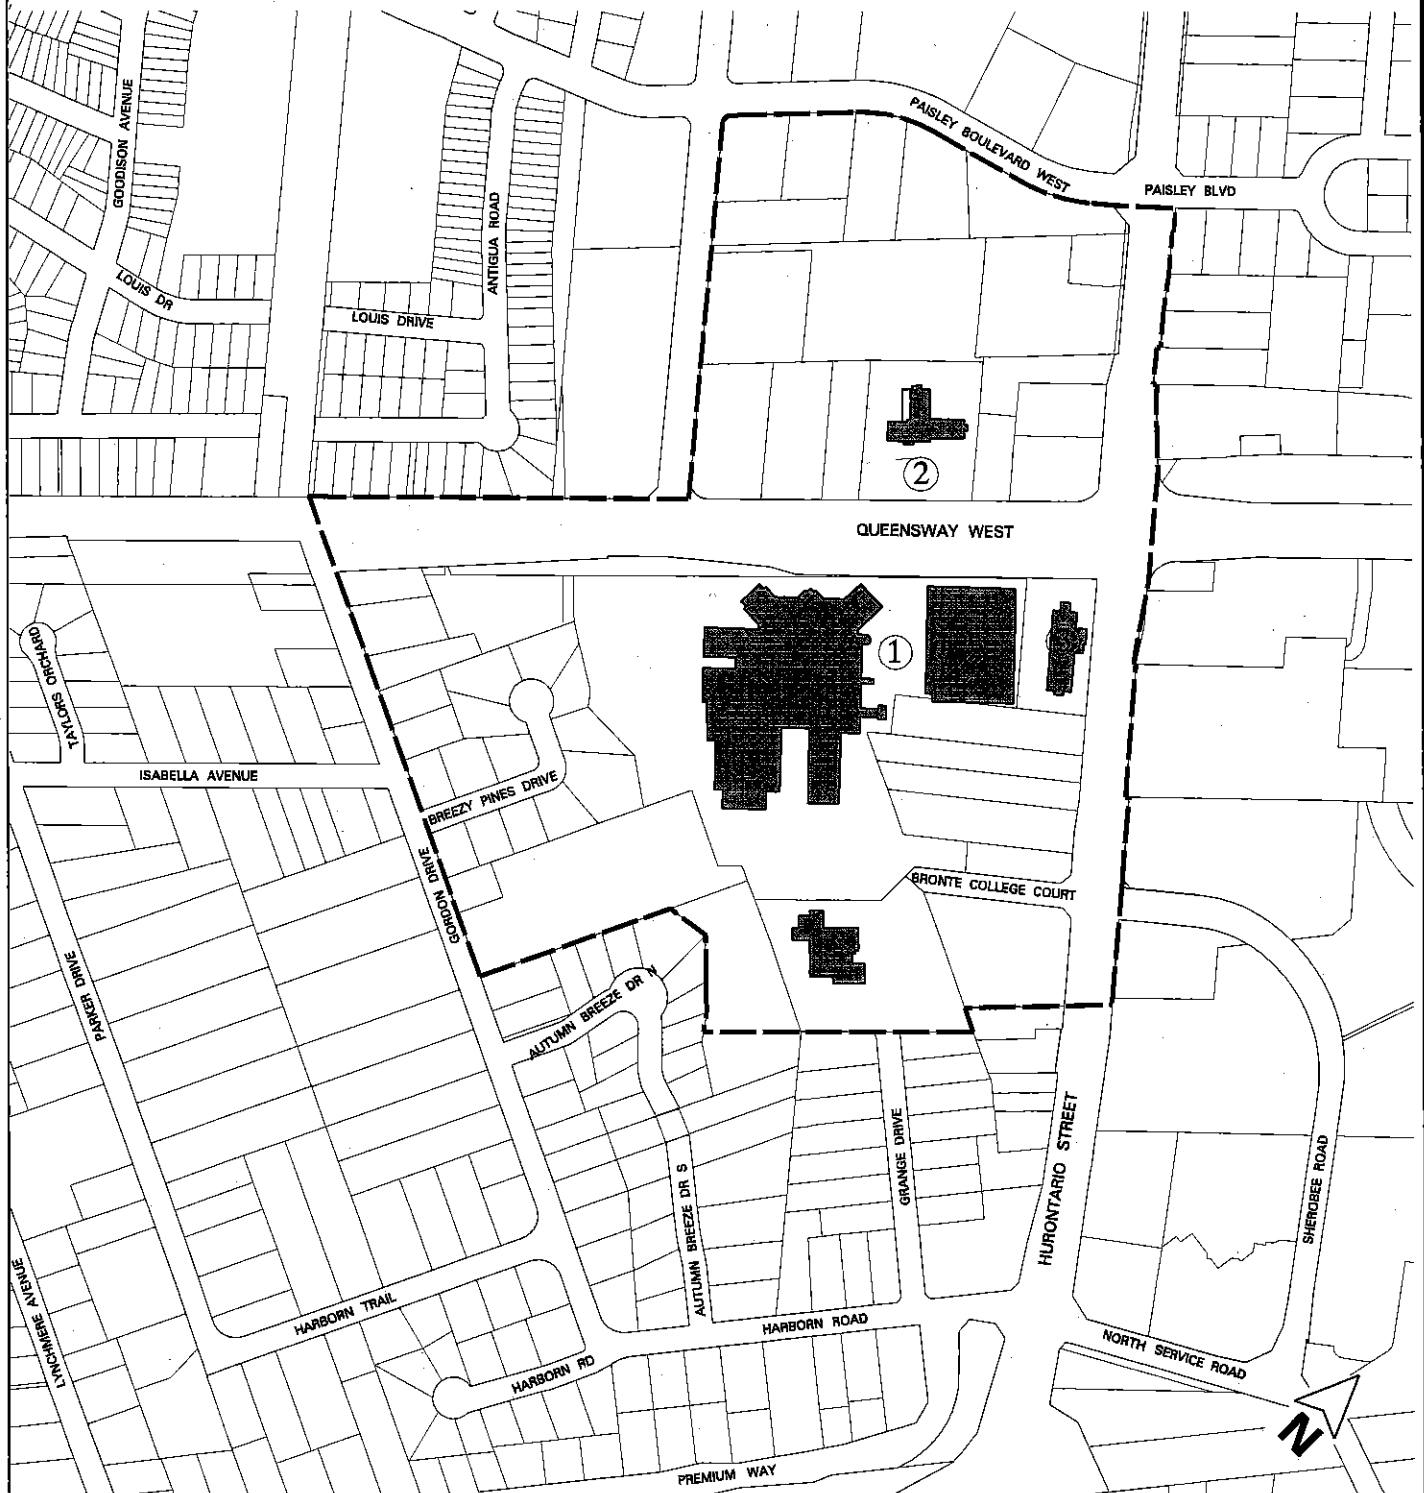 GOODISON AVENUE
PAISLEY BOULEVARD WEST
PAISLEY BLVD
ANTIGUA ROAD
LOUIS DR
LOUIS DRIVE
2
QUEENSWAY WEST
1
3
TAYLORS ORCHARD
ISABELLA AVENUE
BREEZY PINES DRIVE
GORDON DRIVE
BRONTE COLLEGE COURT
PARKER DRIVE
AUTUMN BREEZE DR N
AUTUMN BREEZE DR S
GRANGE DRIVE
HURONTARIO STREET
SHEROBEE ROAD
LYNCHMERE AVENUE
HARBORN TRAIL
HARBORN ROAD
HARBORN RD
NORTH SERVICE ROAD
N
PREMIUM WAY